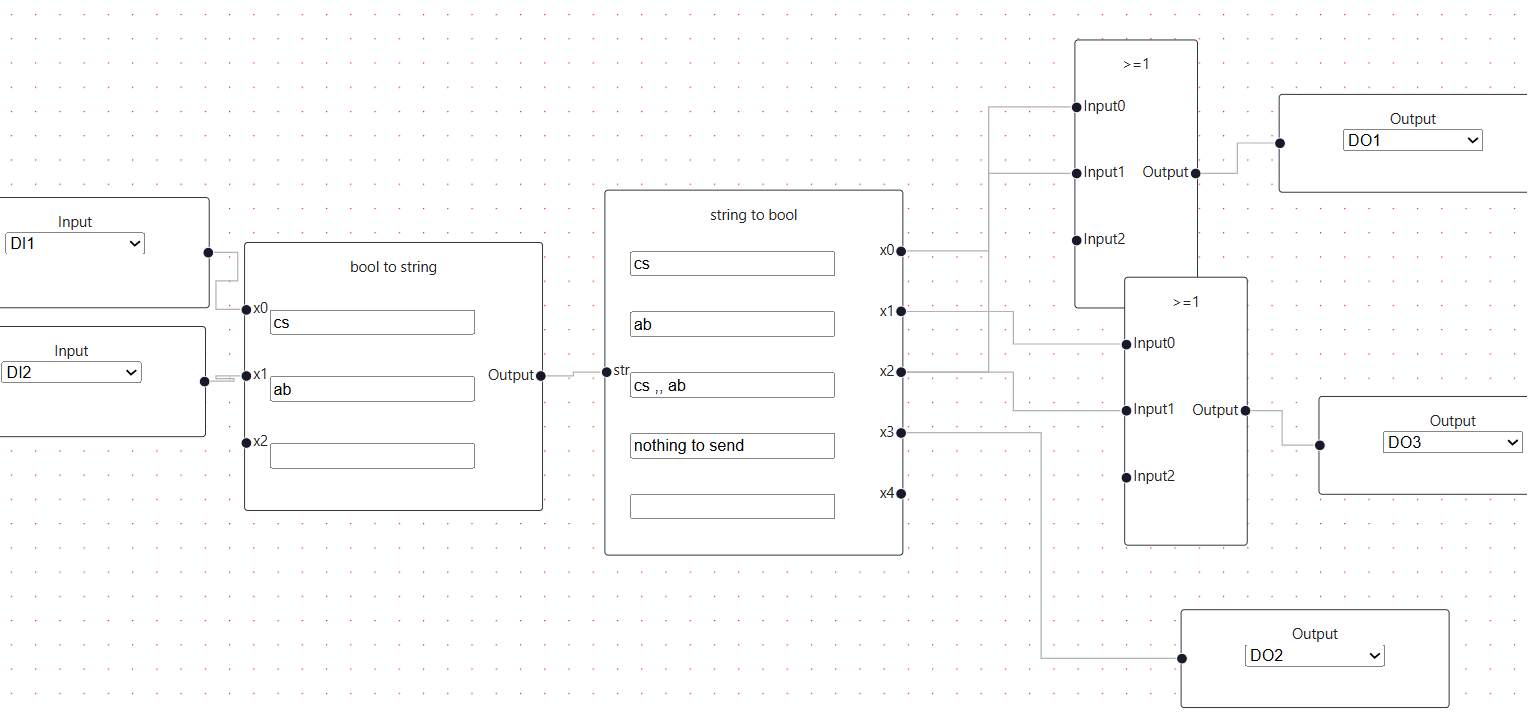 Input
DI1
Input
DI2
bool to string
x0
cs
x1
ab
x2
Output
string to bool
str
cs
ab
cs ,, ab
nothing to send
x0
x1
x2
x3
x4
>=1
Input0
Input1
Input2
Output
>=1
Input0
Input1
Input2
Output
Output
DO1
Output
DO3
Output
DO2